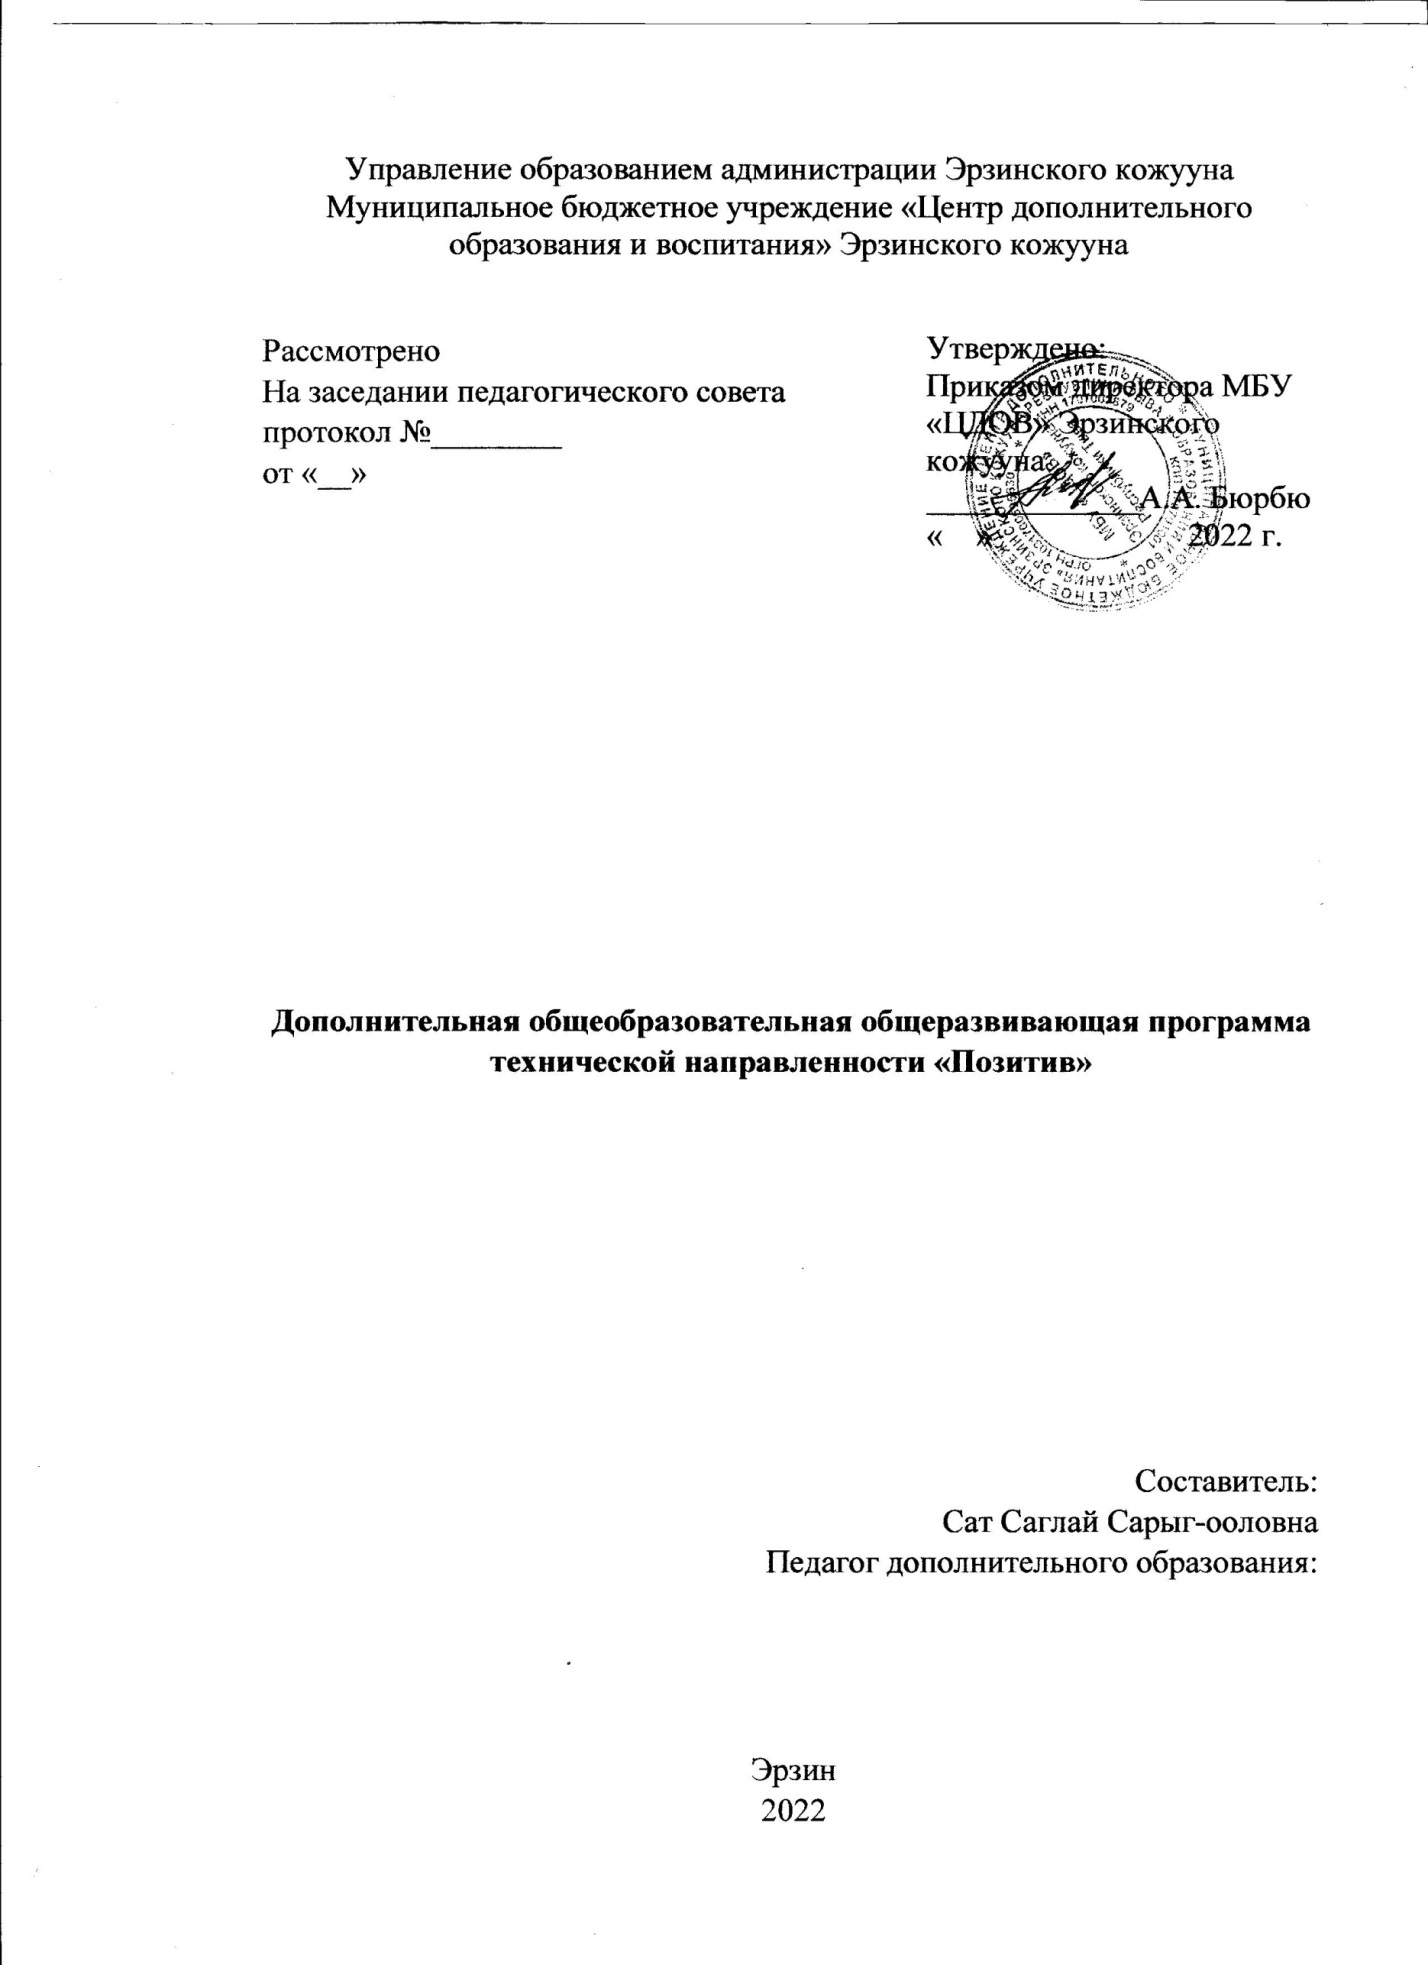 Управление образованием администрации Эрзинского кожууна
Муниципальное бюджетное учреждение «Центр дополнительного
образования и воспитания» Эрзинского кожууна
Рассмотрено
На заседании педагогического совета
протокол №________
от «__»
Утверждено:
Приказом директора МБУ
«ЦДОВ» Эрзинского
кожууна
_____________А.А. Бюрбю
« » 2022 г.
Дополнительная общеобразовательная общеразвивающая программа
технической направленности «Позитив»
Составитель:
Сат Саглай Сарыг-ооловна
Педагог дополнительного образования:
Эрзин
2022